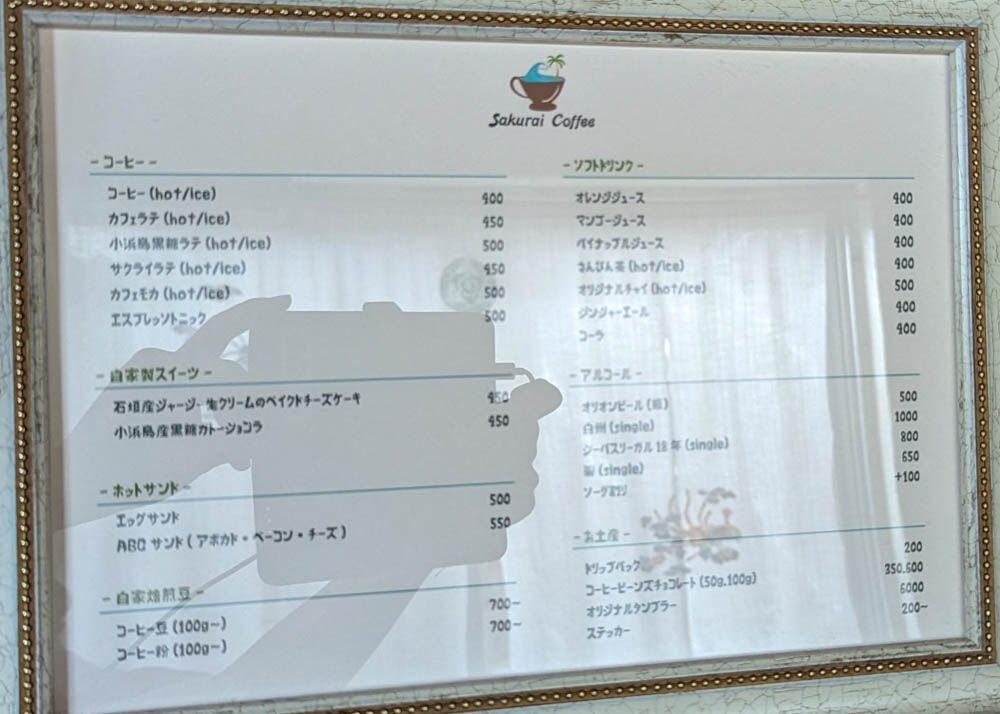 Sakurai Coffee
- コーヒー -
コーヒー (hot/ice) 400
カフェラテ (hot/ice) 450
小浜島黒糖ラテ (hot/ice) 500
サクライラテ (hot/ice) 450
カフェモカ (hot/ice) 500
エスプレッソトニック 500
- 自家製スイーツ -
石垣産ジャージー生クリームのベイクドチーズケーキ 450
小浜島産黒糖ガトーショコラ 450
- ホットサンド -
エッグサンド 500
ABC サンド ( アボカド・ベーコン・チーズ ) 550
- 自家焙煎豆 -
コーヒー豆 (100g~) 700~
コーヒー粉 (100g~) 700~
- ソフトドリンク -
オレンジジュース 400
マンゴージュース 400
パイナップルジュース 400
さんぴん茶 (hot/ice) 400
オリジナルチャイ (hot/ice) 500
ジンジャーエール 400
コーラ 400
- アルコール -
オリオンビール (瓶) 500
白州 (single) 1000
シーバスリーガル 18 年 (single) 800
(single) 650
ソーダ割り +100
- お土産 -
ドリップパック 200
コーヒービーンズチョコレート (50g.100g) 350.600
オリジナルタンブラー 6000
ステッカー 200~